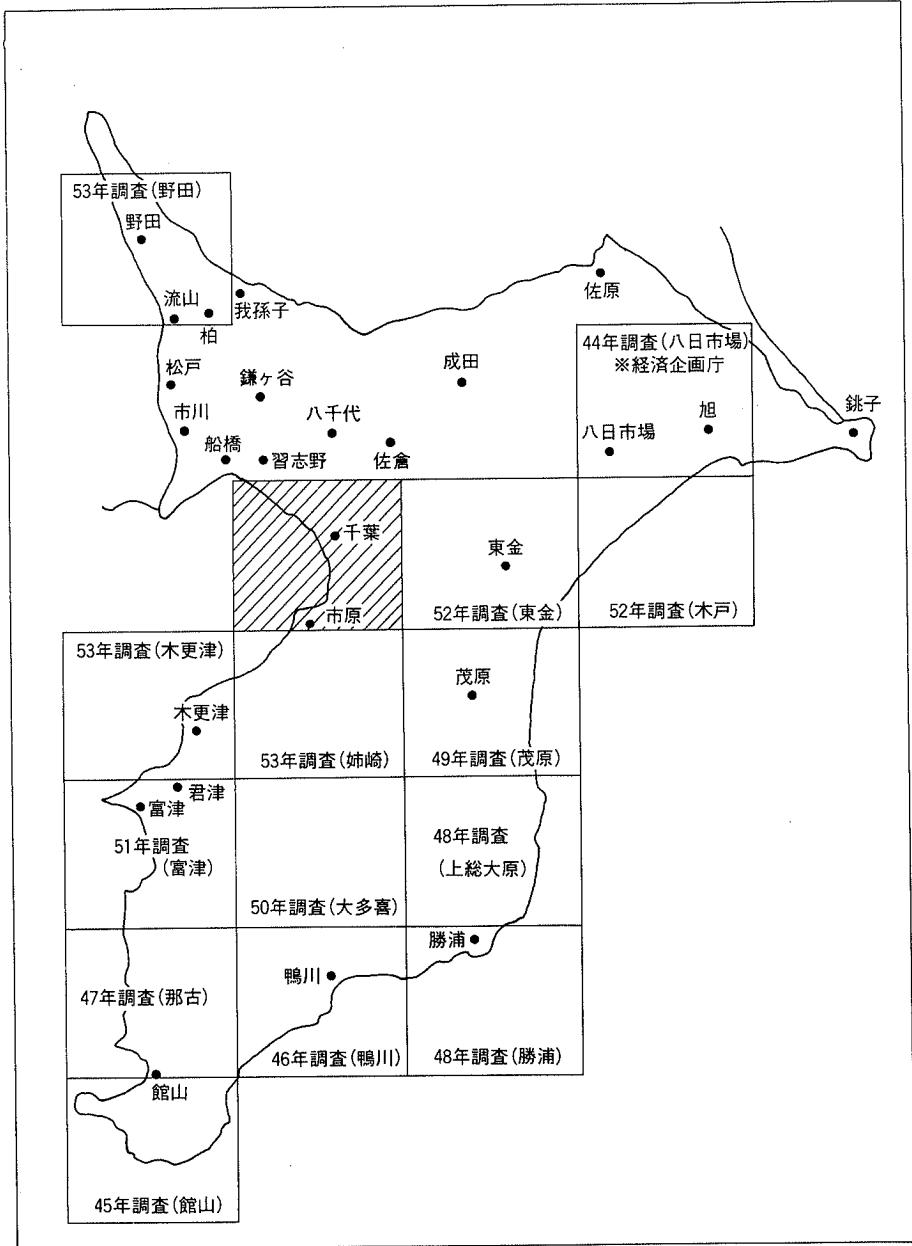 53年調査(野田)
野田
流山
柏
我孫子
佐原
松戸
鎌ヶ谷
成田
44年調査(八日市場)
※経済企画庁
市川
八千代
船橋
習志野
佐倉
八日市場
旭
銚子
千葉
東金
市原
52年調査(東金)
52年調査(木戸)
53年調査(木更津)
木更津
茂原
53年調査(姉崎)
49年調査(茂原)
君津
富津
51年調査
(富津)
48年調査
(上総大原)
50年調査(大多喜)
勝浦
鴨川
47年調査(那古)
46年調査(鴨川)
48年調査(勝浦)
館山
45年調査(館山)